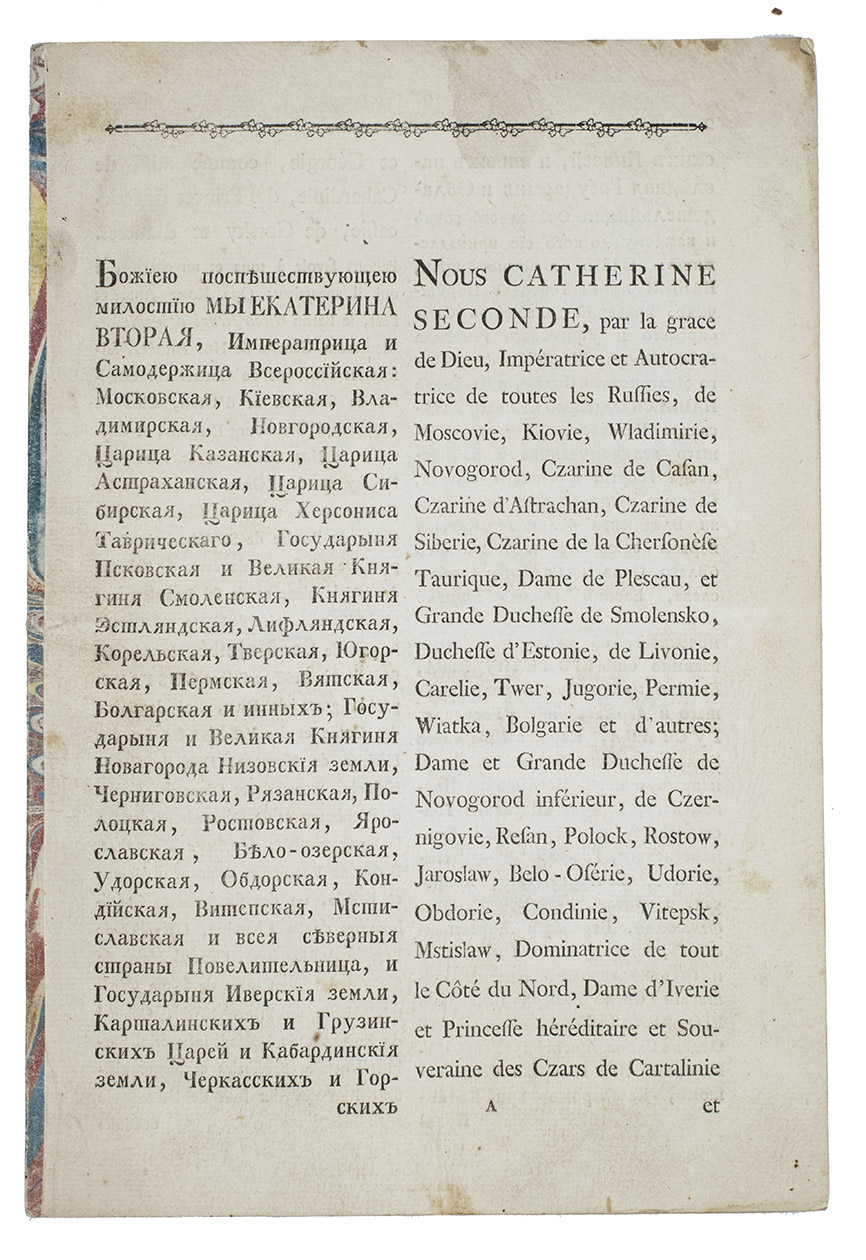 Божїею поспѣшествующею
милостїю МЫ ЕКАТЕРИНА
ВТОРАЯ, Императрица и
Самодержица Всероссїйская:
Московская, Кїевская, Вла-
димирская, Новгородская,
Царица Казанская, Царица
Астраханская, Царица Си-
бирская, Царица Херсониса
Таврическаго, Государыня
Псковская и Великая Кня-
гиня Смоленская, Княгиня
Эстляндская, Лифляндская,
Корельская, Тверская, Югор-
ская, Пермская, Вятская,
Болгарская и инныхъ; Госу-
дарыня и Великая Княгиня
Новагорода Низовскїя земли,
Черниговская, Рязанская, По-
лоцкая, Ростовская, Яро-
славская, Бѣло-озерская,
Удорская, Обдорская, Кон-
дїйская, Витепская, Мсти-
славская и всея сѣверныя
страны Повелительница, и
Государыня Иверскїя земли,
Карталинскихъ и Грузин-
скихъ Царей и Кабардинскїя
земли, Черкасскихъ и Гор-
скихъ
Nous CATHERINE
SECONDE, par la grace
de Dieu, Impératrice et Autocra-
trice de toutes les Ruſſies, de
Moscovie, Kiovie, Wladimirie,
Novogorod, Czarine de Caſan,
Czarine d'Aſtrachan, Czarine de
Siberie, Czarine de la Cherſonèſe
Taurique, Dame de Plescau, et
Grande Ducheſſe de Smolensko,
Ducheſſe d'Estonie, de Livonie,
Carelie, Twer, Jugorie, Permie,
Wiatka, Bolgarie et d'autres;
Dame et Grande Ducheſſe de
Novogorod inférieur, de Czer-
nigovie, Reſan, Polock, Rostow,
Jaroslaw, Belo-Oſérie, Udorie,
Obdorie, Condinie, Vitepsk,
Mstislaw, Dominatrice de tout
le Côté du Nord, Dame d'Iverie
et Princeſſe héréditaire et Sou-
veraine des Czars de Cartalinie
A et